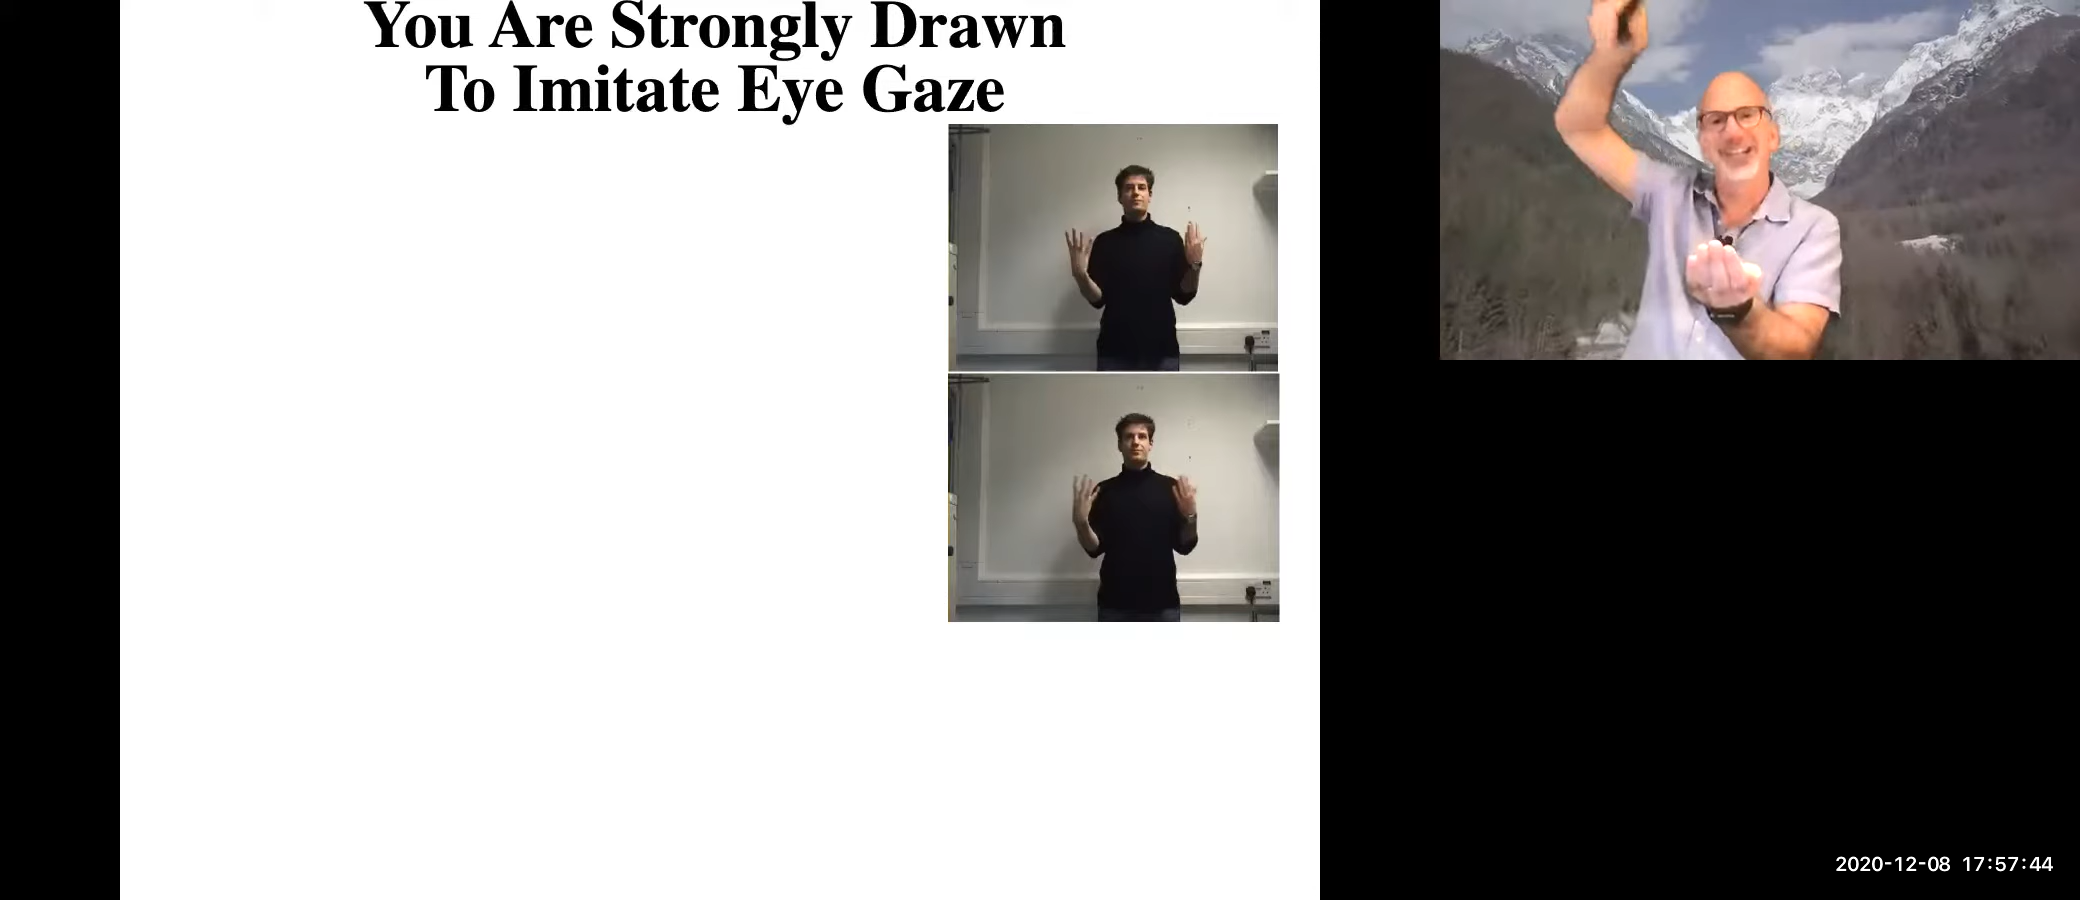 You Are Strongly Drawn
To Imitate Eye Gaze
2020-12-08 17:57:44